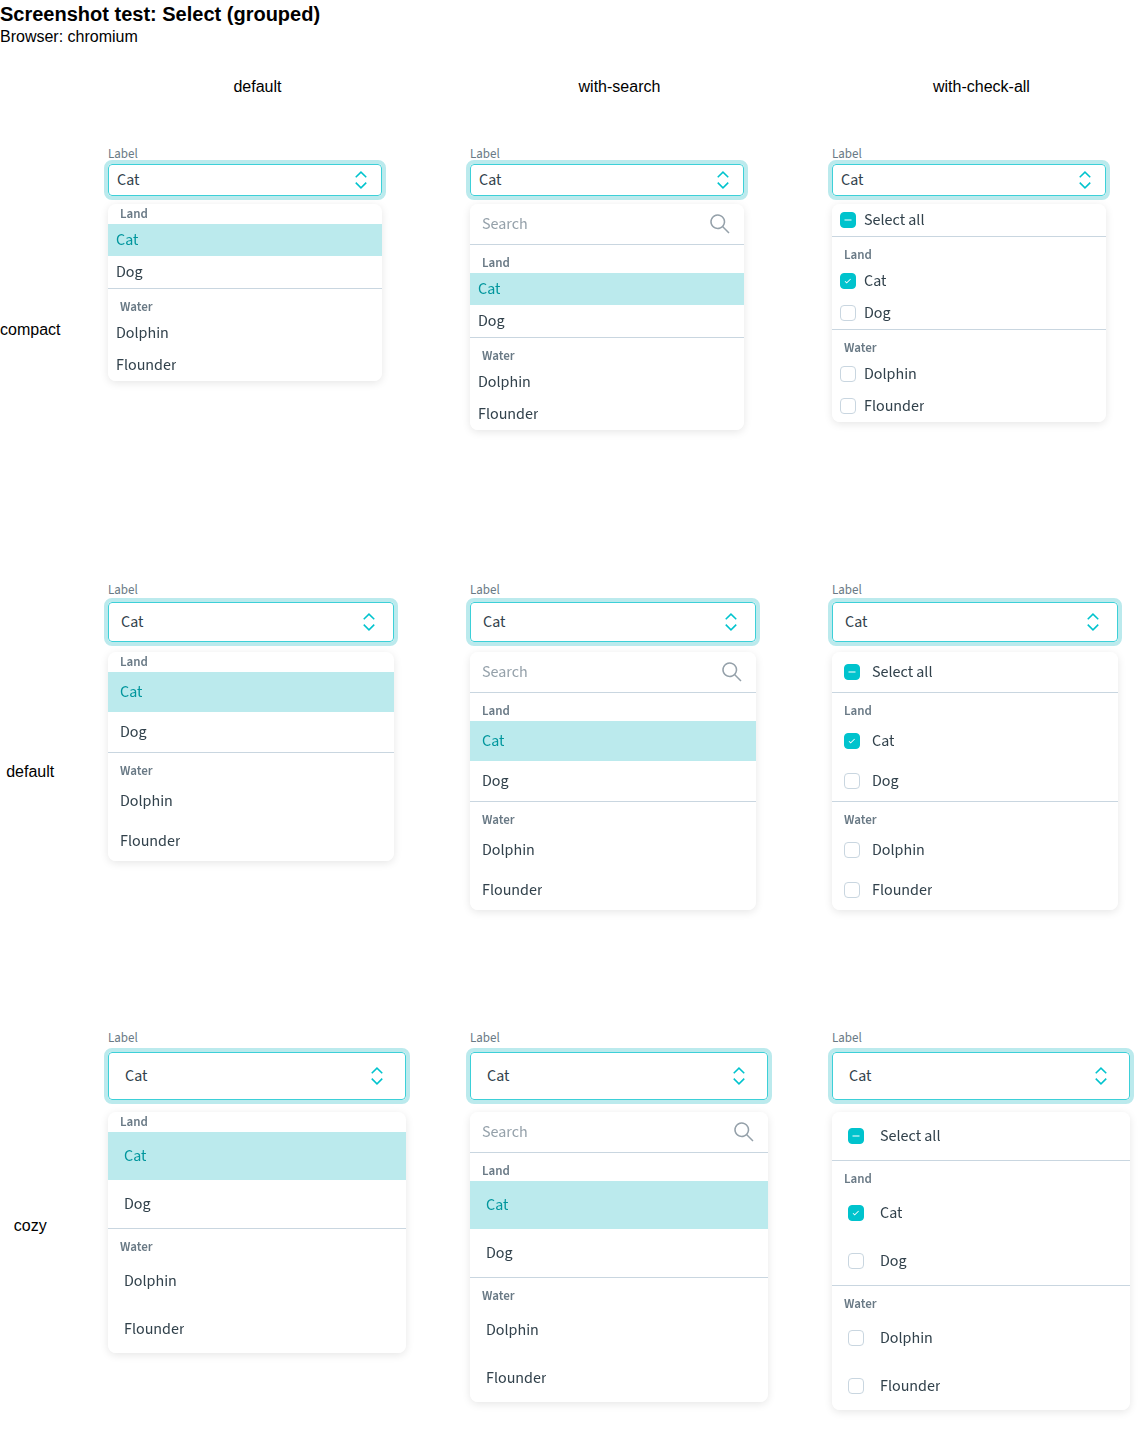 Screenshot test: Select (grouped)
Browser: chromium
default
with-search
with-check-all
compact
Label
Cat
Land
Cat
Dog
Water
Dolphin
Flounder
Label
Cat
Search
Land
Cat
Dog
Water
Dolphin
Flounder
Label
Cat
Select all
Land
Cat
Dog
Water
Dolphin
Flounder
default
Label
Cat
Land
Cat
Dog
Water
Dolphin
Flounder
Label
Cat
Search
Land
Cat
Dog
Water
Dolphin
Flounder
Label
Cat
Select all
Land
Cat
Dog
Water
Dolphin
Flounder
cozy
Label
Cat
Land
Cat
Dog
Water
Dolphin
Flounder
Label
Cat
Search
Land
Cat
Dog
Water
Dolphin
Flounder
Label
Cat
Select all
Land
Cat
Dog
Water
Dolphin
Flounder